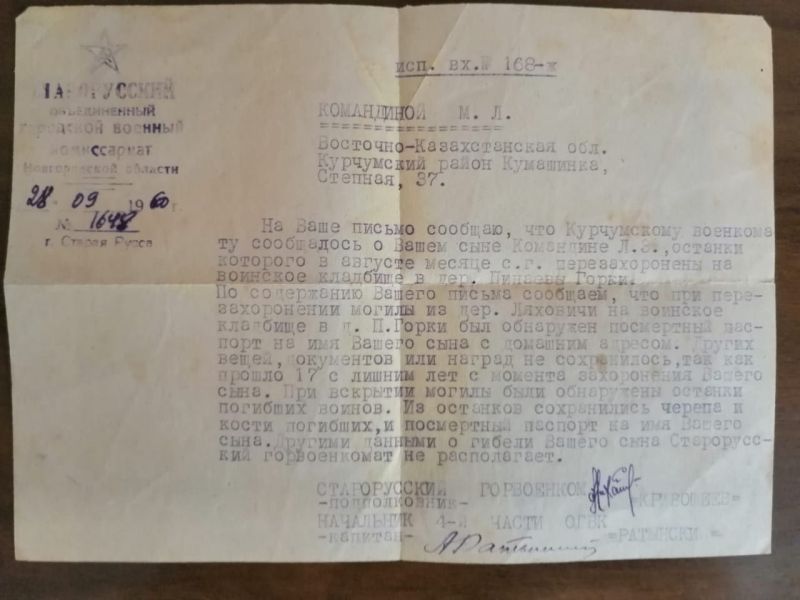 СТАРОРУССКИЙ
ОБЪЕДИНЕННЫЙ
городской военный
комиссариат
Новгородской области
28 09 1960 г.
№ 1648
г. Старая Русса
исп. вх.№ 168-ж
КОМАНДИНОЙ М. Л.
Восточно-Казахстанская обл.
Курчумский район Кумашинка,
Степная, 37.
На Ваше письмо сообщаю, что Курчумскому военкома
ту сообщалось о Вашем сыне Командине Л.З.,останки
которого в августе месяце с.г. перезахоронены на
воинское кладбище в дер. Пинаевы Горки.
По содержанию Вашего письма сообщаем, что при пере-
захоронении могилы из дер. Ляховичи на воинское
кладбище в д. П.Горки был обнаружен посмертный пас-
порт на имя Вашего сына с домашним адресом. Других
вещей, документов или наград не сохранилось,так как
прошло 17 с лишним лет с момента захоронения Вашего
сына. При вскрытии могилы были обнаружены останки
погибших воинов. Из останков сохранились черепа и
кости погибших,и посмертный паспорт на имя Вашего
сына.Другими данными о гибели Вашего сына Старорус-
ский горвоенкомат не располагает.
СТАРОРУССКИЙ ГОРВОЕНКОМ
-подполковник- =КРИВОШЕЕВ=
НАЧАЛЬНИК 4-й ЧАСТИ ОГВК
-капитан- =РАТЫНСКИ =